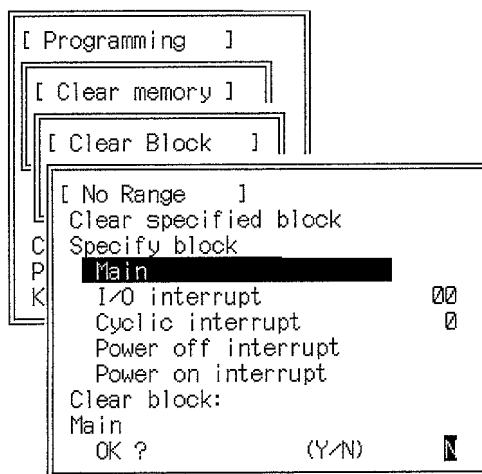 [ Programming ]
[ Clear memory ]
[ Clear Block ]
[ No Range ]
Clear specified block
C Specify block
P Main
K I/O interrupt 00
Cyclic interrupt 0
Power off interrupt
Power on interrupt
Clear block:
Main
OK ? (Y/N) N